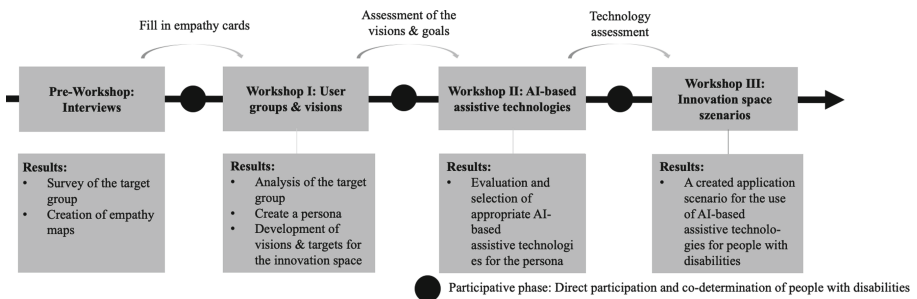 Fill in empathy cards
Assessment of the
visions & goals
Technology
assessment
Pre-Workshop:
Interviews
Workshop I: User
groups & visions
Workshop II: AI-based
assistive technologies
Workshop III:
Innovation space
szenarios
Results:
• Survey of the target
group
• Creation of empathy
maps
Results:
• Analysis of the target
group
• Create a persona
• Development of
visions & targets for
the innovation space
Results:
• Evaluation and
selection of
appropriate AI-
based
assistive technologi
es for the persona
Results:
• A created application
scenario for the use
of AI-based
assistive technolo-
gies for people with
disabilities
Participative phase: Direct participation and co-determination of people with disabilities